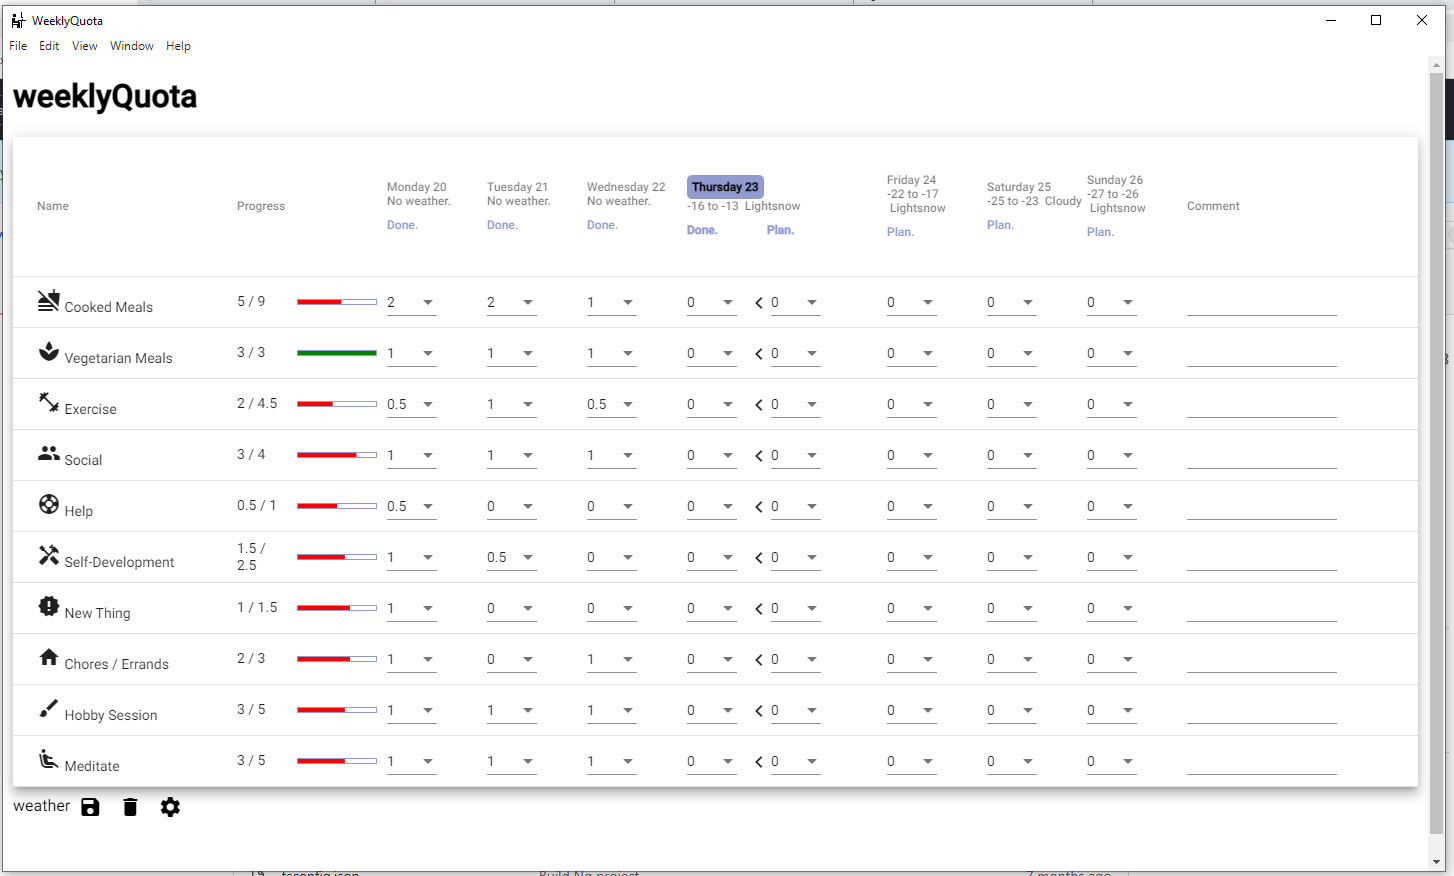 WeeklyQuota
File Edit View Window Help
weeklyQuota
Name Progress Monday 20 No weather. Done. Tuesday 21 No weather. Done. Wednesday 22 No weather. Done. Thursday 23 -16 to -13 Lightsnow Done. Plan. Friday 24 -22 to -17 Lightsnow Plan. Saturday 25 -25 to -23 Cloudy Plan. Sunday 26 -27 to -26 Lightsnow Plan. Comment
Cooked Meals 5 / 9 2 2 1 0 < 0 0 0 0
Vegetarian Meals 3 / 3 1 1 1 0 < 0 0 0 0
Exercise 2 / 4.5 0.5 1 0.5 0 < 0 0 0 0
Social 3 / 4 1 1 1 0 < 0 0 0 0
Help 0.5 / 1 0.5 0 0 0 < 0 0 0 0
Self-Development 1.5 / 2.5 1 0.5 0 0 < 0 0 0 0
New Thing 1 / 1.5 1 0 0 0 < 0 0 0 0
Chores / Errands 2 / 3 1 0 1 0 < 0 0 0 0
Hobby Session 3 / 5 1 1 1 0 < 0 0 0 0
Meditate 3 / 5 1 1 1 0 < 0 0 0 0
weather
tsconfig.json Build Ng project 7 months ago